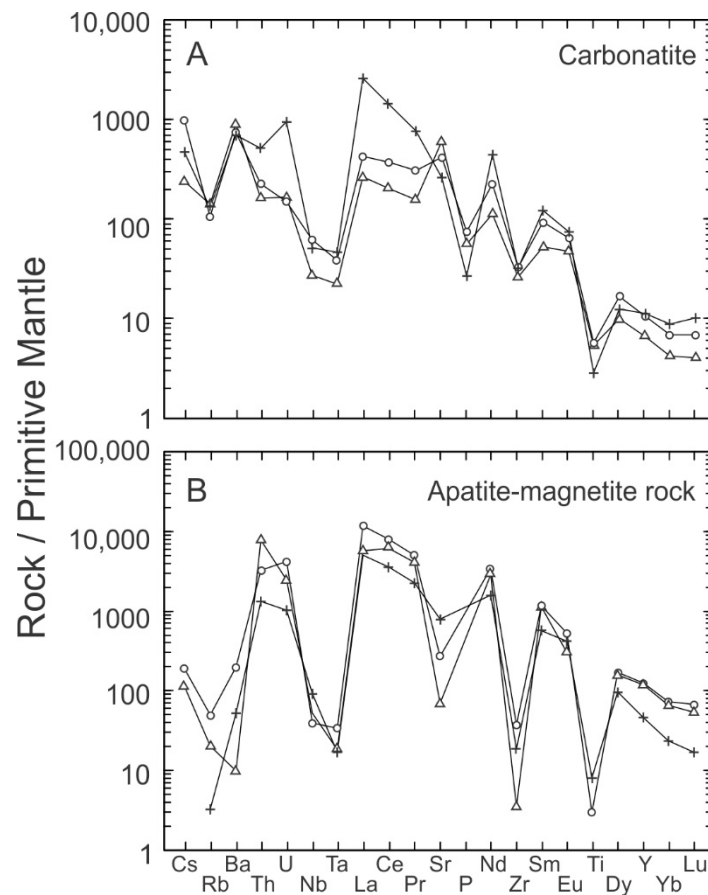 Rock / Primitive Mantle
10,000
1000
100
10
1
A
Carbonatite
100,000
10,000
1000
100
10
1
B
Apatite-magnetite rock
Cs Ba U Ta Ce Sr Nd Sm Ti Y Lu
Rb Th Nb La Pr P Zr Eu Dy Yb